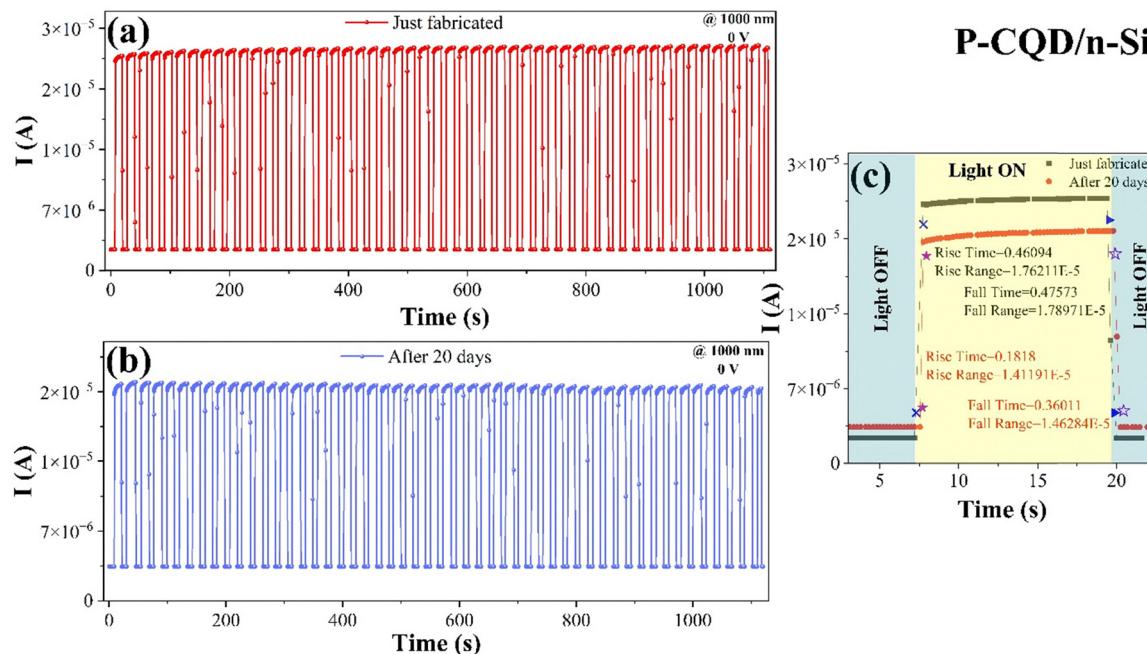 (a)
Just fabricated
@ 1000 nm
0 V
3×10⁻⁵
2×10⁻⁵
1×10⁻⁵
7×10⁻⁶
0
I (A)
0 200 400 600 800 1000
Time (s)
(b)
After 20 days
@ 1000 nm
0 V
2×10⁻⁵
1×10⁻⁵
7×10⁻⁶
0
I (A)
0 200 400 600 800 1000
Time (s)
P-CQD/n-Si
(c)
Light ON
Just fabricated
After 20 days
Light OFF
Light OFF
3×10⁻⁵
2×10⁻⁵
1×10⁻⁵
7×10⁻⁶
0
I (A)
Rise Time=0.46094
Rise Range=1.76211E-5
Fall Time=0.47573
Fall Range=1.78971E-5
Rise Time=0.1818
Rise Range=1.41191E-5
Fall Time=0.36011
Fall Range=1.46284E-5
5 10 15 20
Time (s)